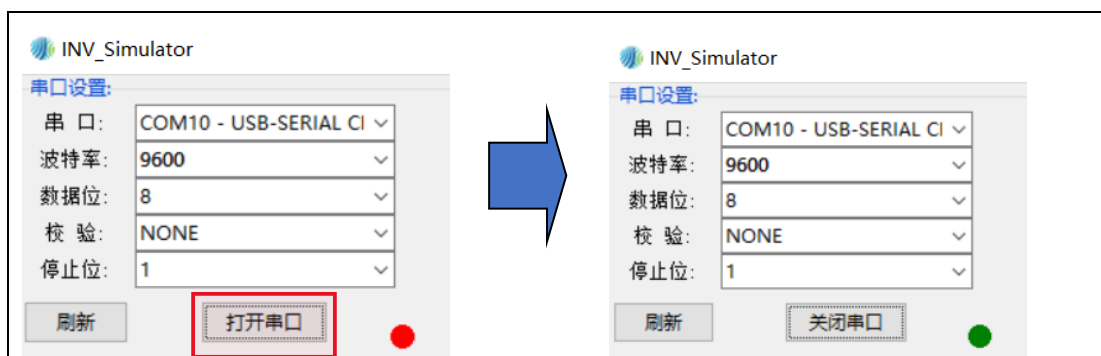 INV_Simulator
串口设置:
串 口: COM10 - USB-SERIAL CI
波特率: 9600
数据位: 8
校 验: NONE
停止位: 1
刷新 打开串口
INV_Simulator
串口设置:
串 口: COM10 - USB-SERIAL CI
波特率: 9600
数据位: 8
校 验: NONE
停止位: 1
刷新 关闭串口